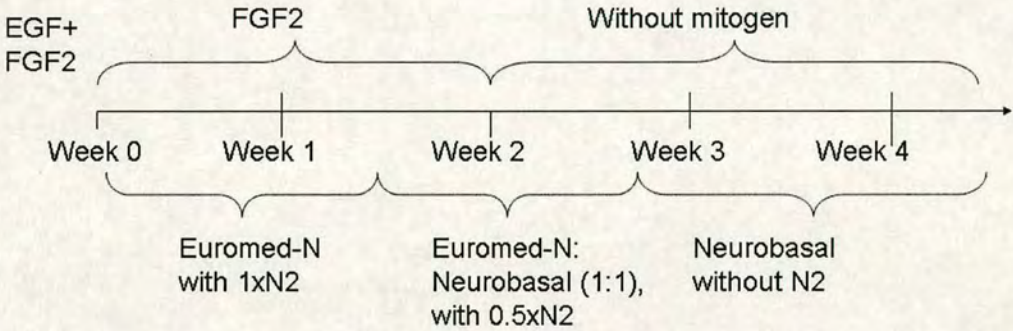 EGF+
FGF2
FGF2
Without mitogen
Week 0
Week 1
Week 2
Week 3
Week 4
Euromed-N
with 1xN2
Euromed-N:
Neurobasal (1:1),
with 0.5xN2
Neurobasal
without N2